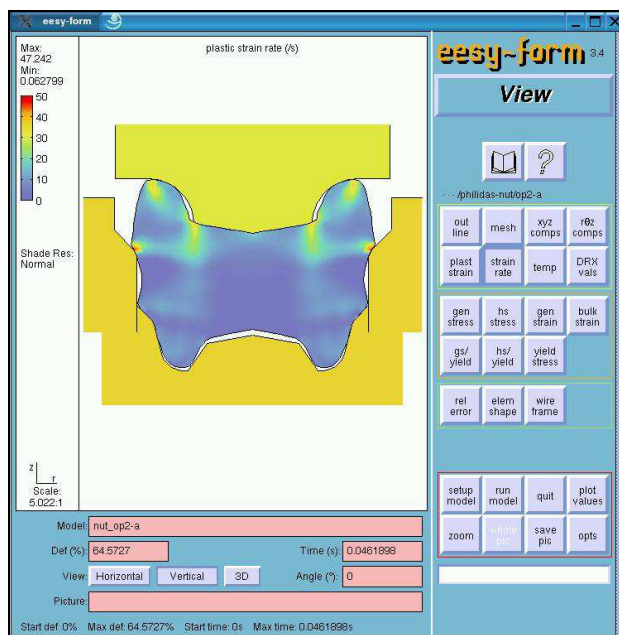 eesy-form
Max:
47.242
Min:
0.062799
50
40
30
20
10
0
Shade Res:
Normal
z
r
Scale:
5.022:1
plastic strain rate (/s)
eesy-form 3.4
View
?
/philidas-nut/op2-a
out line
mesh
xyz comps
rθz comps
plast strain
strain rate
temp
DRX vals
gen stress
hs stress
gen strain
bulk strain
gs/ yield
hs/ yield
yield stress
rel error
elem shape
wire frame
setup model
run model
quit
plot values
zoom
whole pic
save pic
opts
Model: nut_op2-a
Def (%): 64.5727 Time (s): 0.0461898
View: Horizontal Vertical 3D Angle (°): 0
Picture:
Start def: 0% Max def: 64.5727% Start time: 0s Max time: 0.0461898s